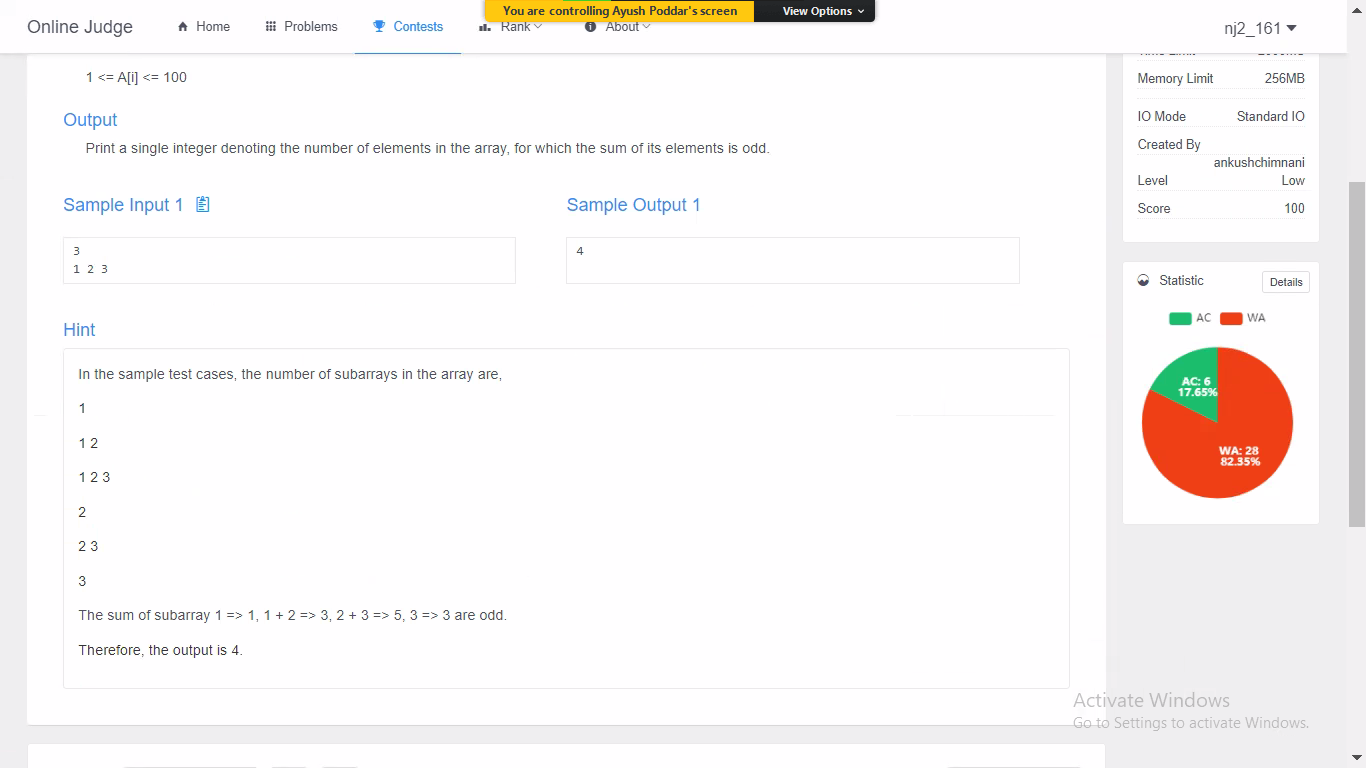 You are controlling Ayush Poddar's screen
View Options
Online Judge
Home
Problems
Contests
Rank
About
nj2_161
1 <= A[i] <= 100
Output
Print a single integer denoting the number of elements in the array, for which the sum of its elements is odd.
Sample Input 1
Sample Output 1
3
1 2 3
4
Hint
In the sample test cases, the number of subarrays in the array are,
1
1 2
1 2 3
2
2 3
3
The sum of subarray 1 => 1, 1 + 2 => 3, 2 + 3 => 5, 3 => 3 are odd.
Therefore, the output is 4.
Memory Limit
256MB
IO Mode
Standard IO
Created By
ankushchimnani
Level
Low
Score
100
Statistic
Details
AC
WA
AC: 6
17.65%
WA: 28
82.35%
Activate Windows
Go to Settings to activate Windows.